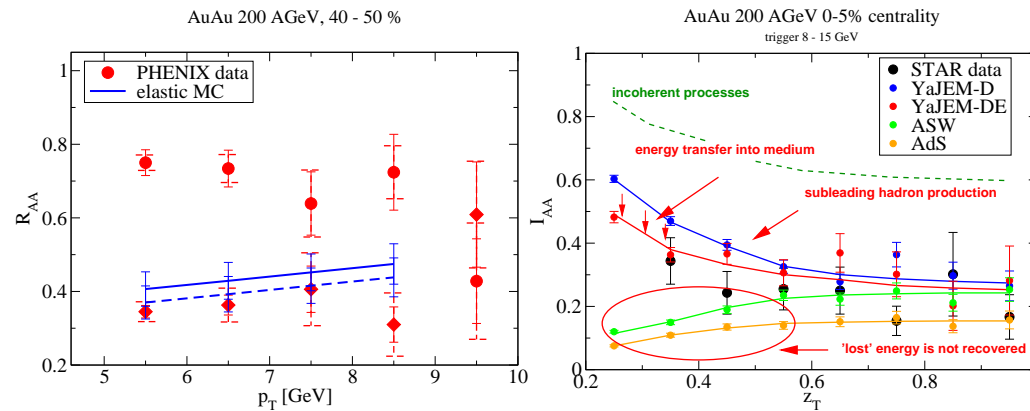 AuAu 200 AGeV, 40 - 50 %
PHENIX data
elastic MC
R_AA
1
0.8
0.6
0.4
0.2
5
6
7
8
9
10
p_T [GeV]
AuAu 200 AGeV 0-5% centrality
trigger 8 - 15 GeV
STAR data
YaJEM-D
YaJEM-DE
ASW
AdS
incoherent processes
energy transfer into medium
subleading hadron production
'lost' energy is not recovered
I_AA
1
0.8
0.6
0.4
0.2
0
0.2
0.4
0.6
0.8
z_T